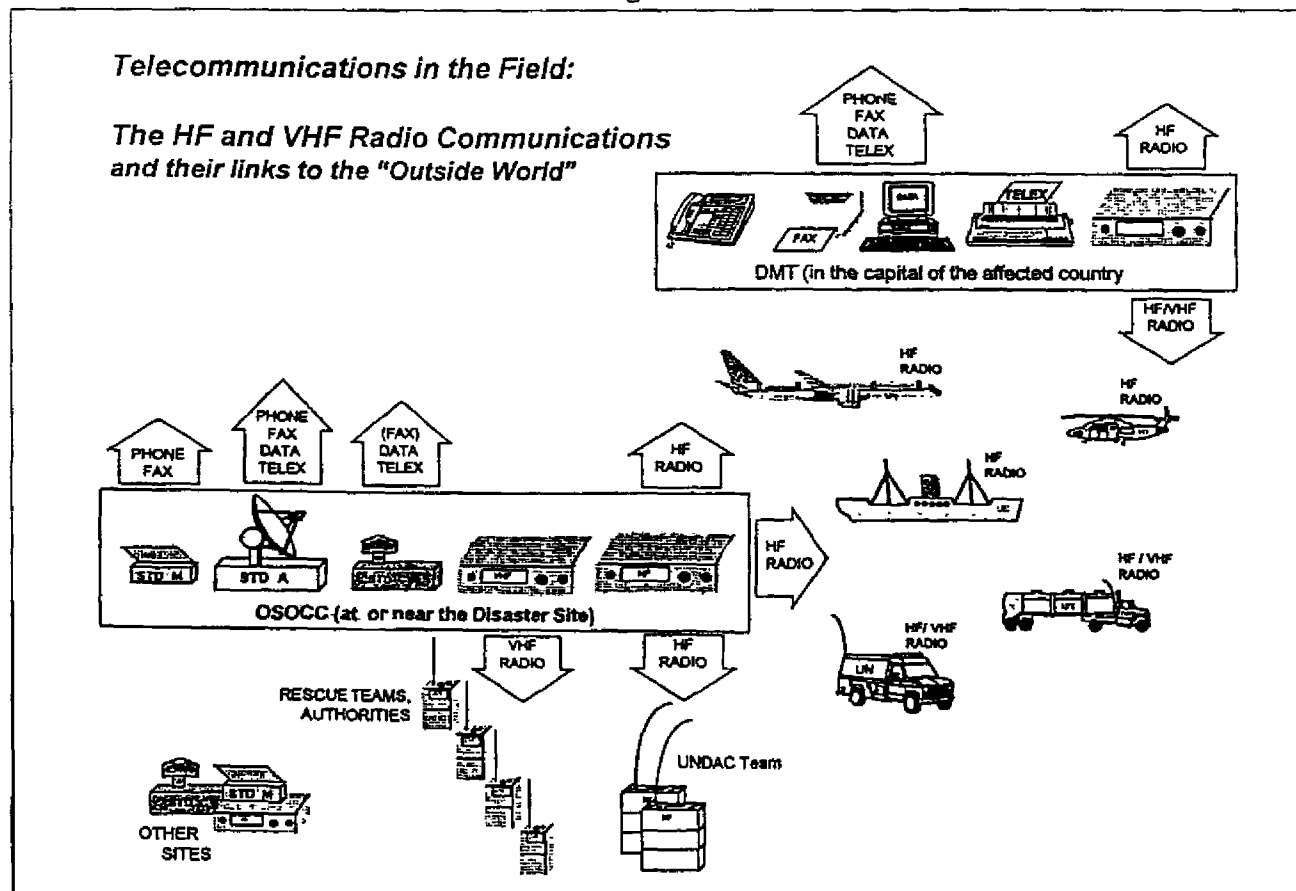 Telecommunications in the Field:
The HF and VHF Radio Communications
and their links to the "Outside World"
PHONE
FAX
DATA
TELEX
HF
RADIO
FAX
DATA
TELEX
DMT (in the capital of the affected country
HF/VHF
RADIO
HF
RADIO
HF
RADIO
HF
RADIO
HF / VHF
RADIO
HF/ VHF
RADIO
UN
PHONE
FAX
PHONE
FAX
DATA
TELEX
(FAX)
DATA
TELEX
HF
RADIO
STD M
STD A
VHF
HF
HF
RADIO
OSOCC-(at or near the Disaster Site)
VHF
RADIO
HF
RADIO
RESCUE TEAMS,
AUTHORITIES
UNDAC Team
HF
STD M
OTHER
SITES